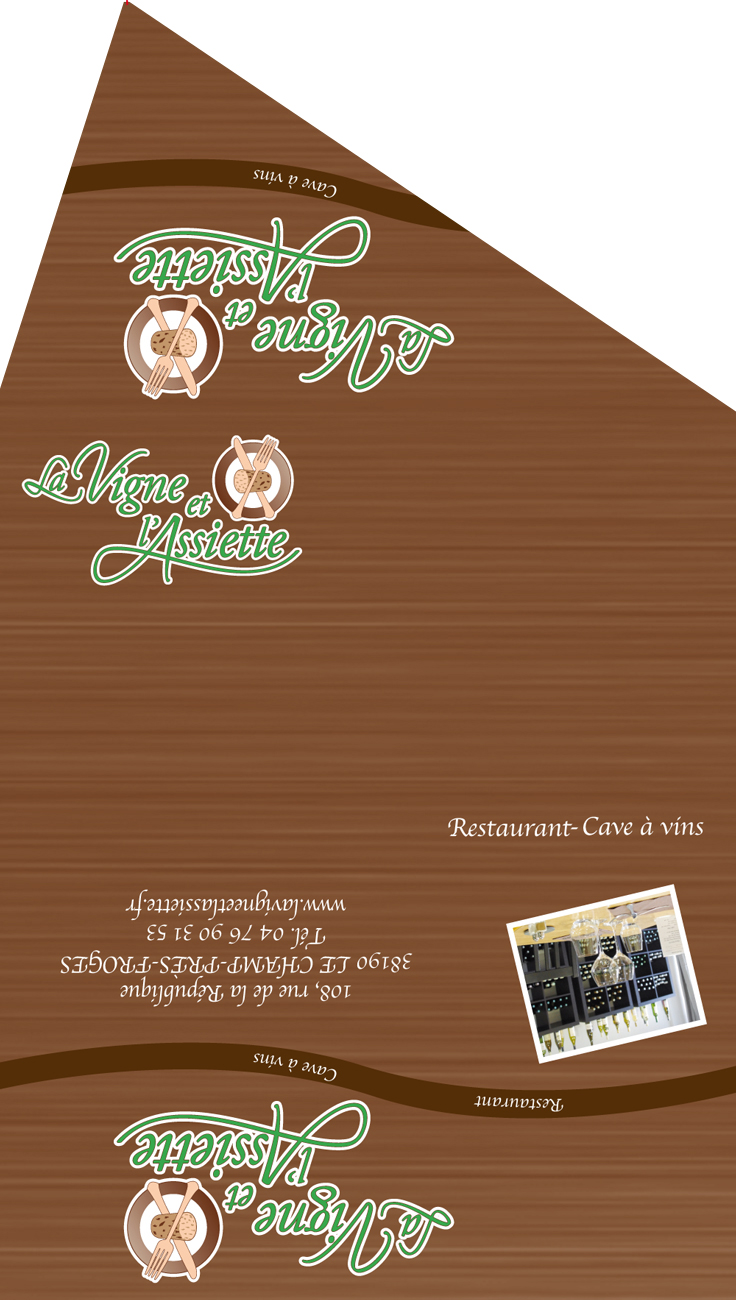 Cave à vins
La Vigne et
l'Assiette
La Vigne et
l'Assiette
Restaurant-Cave à vins
108, rue de la République
38190 LE CHAMP-PRÈS-FROGES
Tél. 04 76 90 31 53
www.lavigneetlassiette.fr
Restaurant
Cave à vins
La Vigne et
l'Assiette